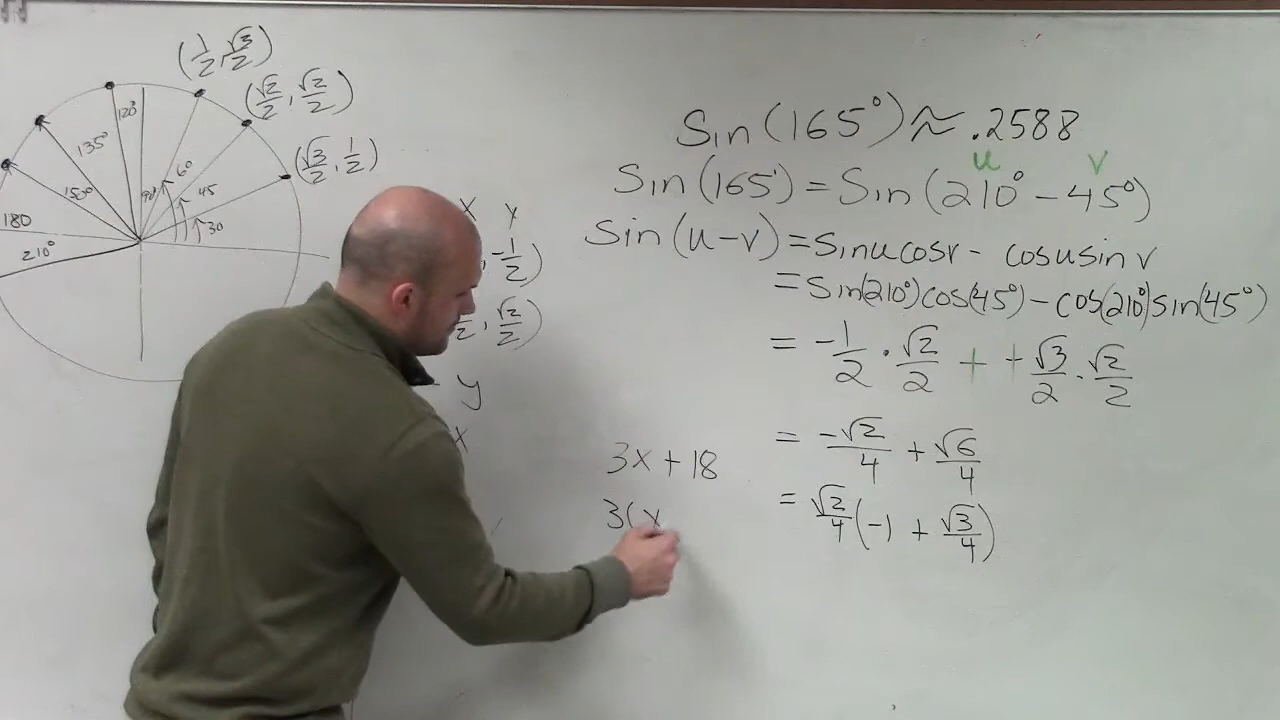 (1/2, √3/2)
(√2/2, √2/2)
(√3/2, 1/2)
120°
135°
150°
90°
60
45
30
180
210°
x y
, -1/2)
, √2/2)
y
x
Sin(165°) ≈ .2588
u v
Sin(165°) = Sin(210° - 45°)
Sin(u-v) = sinucosv - cosusinv
= Sin(210°)cos(45°) - cos(210°)sin(45°)
= -1/2 · √2/2 + +√3/2 · √2/2
= -√2/4 + √6/4
= √2/4(-1 + √3/4)
3x + 18
3(x